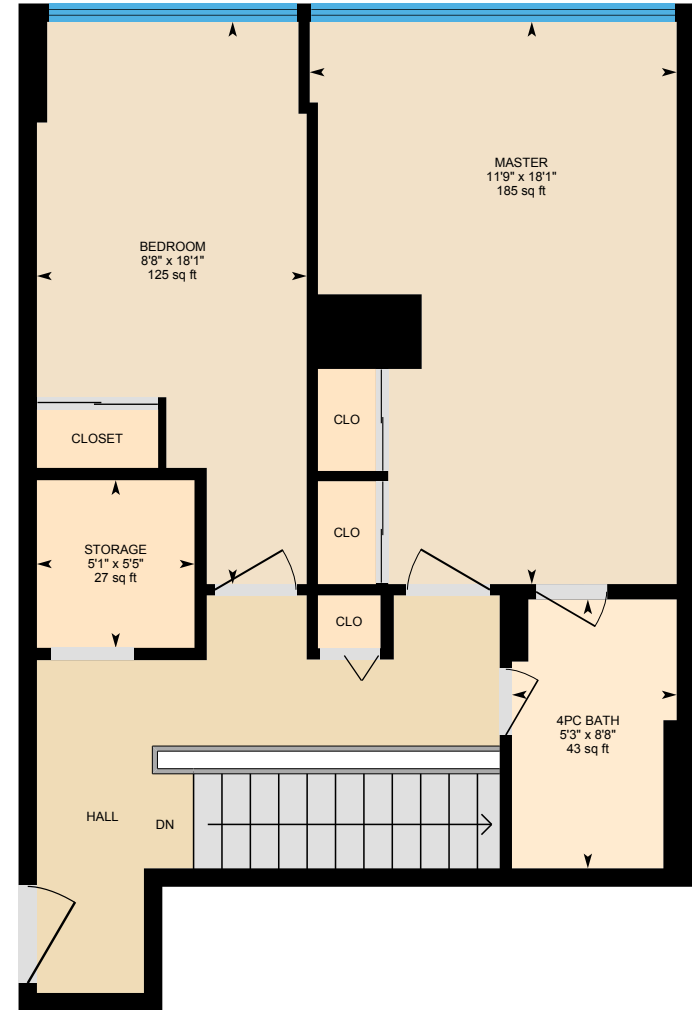 MASTER
11'9" x 18'1"
185 sq ft
BEDROOM
8'8" x 18'1"
125 sq ft
CLO
CLOSET
CLO
STORAGE
5'1" x 5'5"
27 sq ft
CLO
4PC BATH
5'3" x 8'8"
43 sq ft
HALL
DN